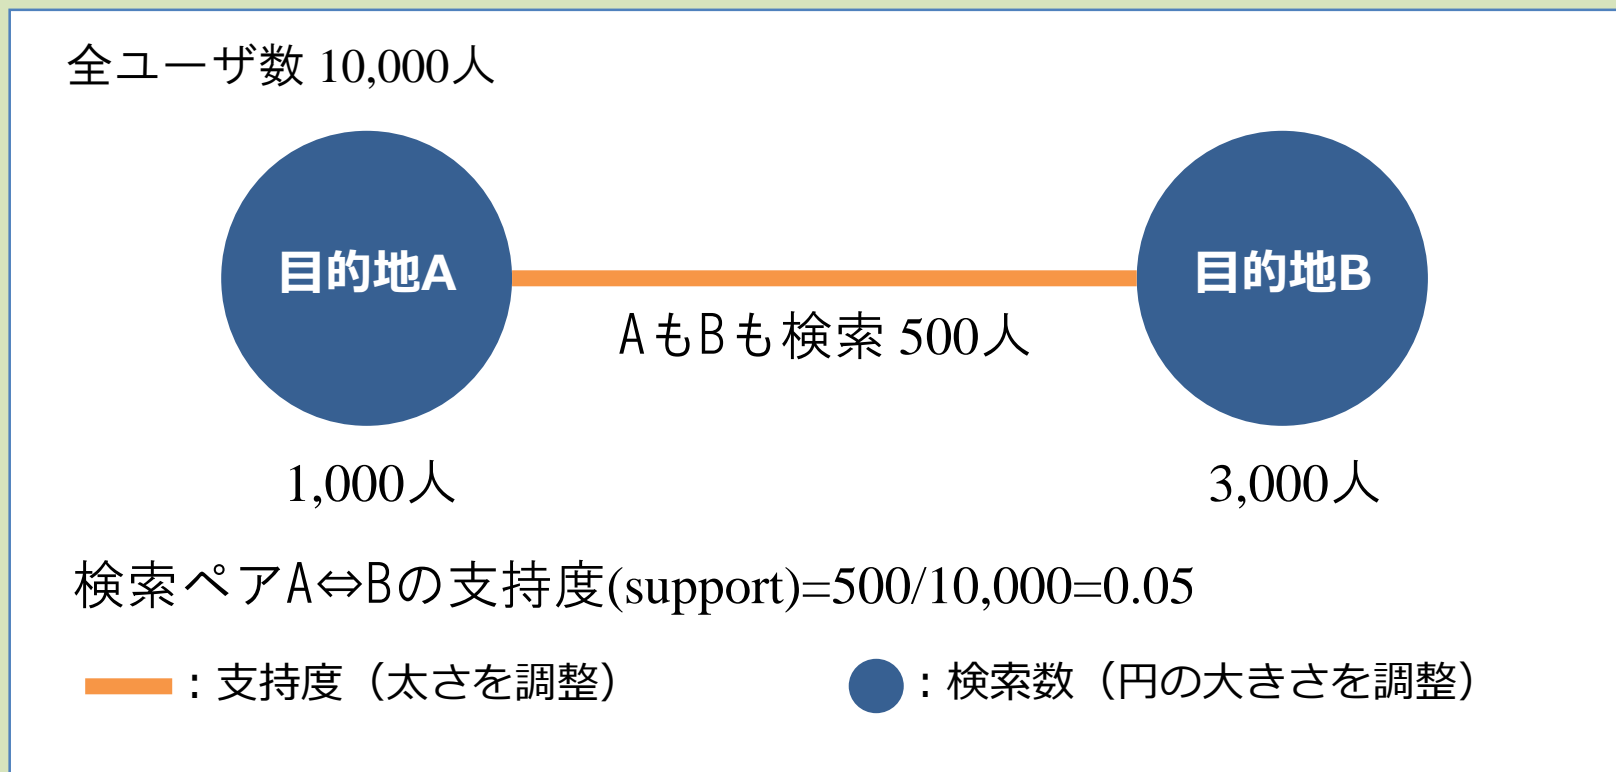 全ユーザ数 10,000人
目的地A
目的地B
AもBも検索 500人
1,000人
3,000人
検索ペアA⇔Bの支持度(support)=500/10,000=0.05
：支持度（太さを調整）
：検索数（円の大きさを調整）